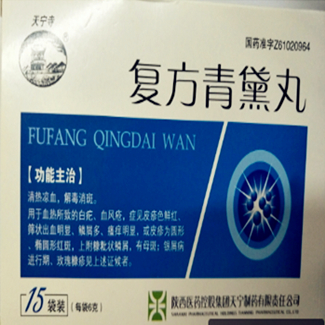 天宁寺
国药准字Z61020964
复方青黛丸
FUFANG QINGDAI WAN
【功能主治】
清热凉血，解毒消斑。
用于血热所致的白疕、血风疮，症见皮疹色鲜红、
筛状出血明显、鳞屑多、瘙痒明显、或皮疹为圆形、
椭圆形红斑，上附糠秕状鳞屑，有母斑；银屑病
进行期、玫瑰糠疹见上述证候者。
15袋装（每袋6克）
陕西医药控股集团天宁制药有限责任公司